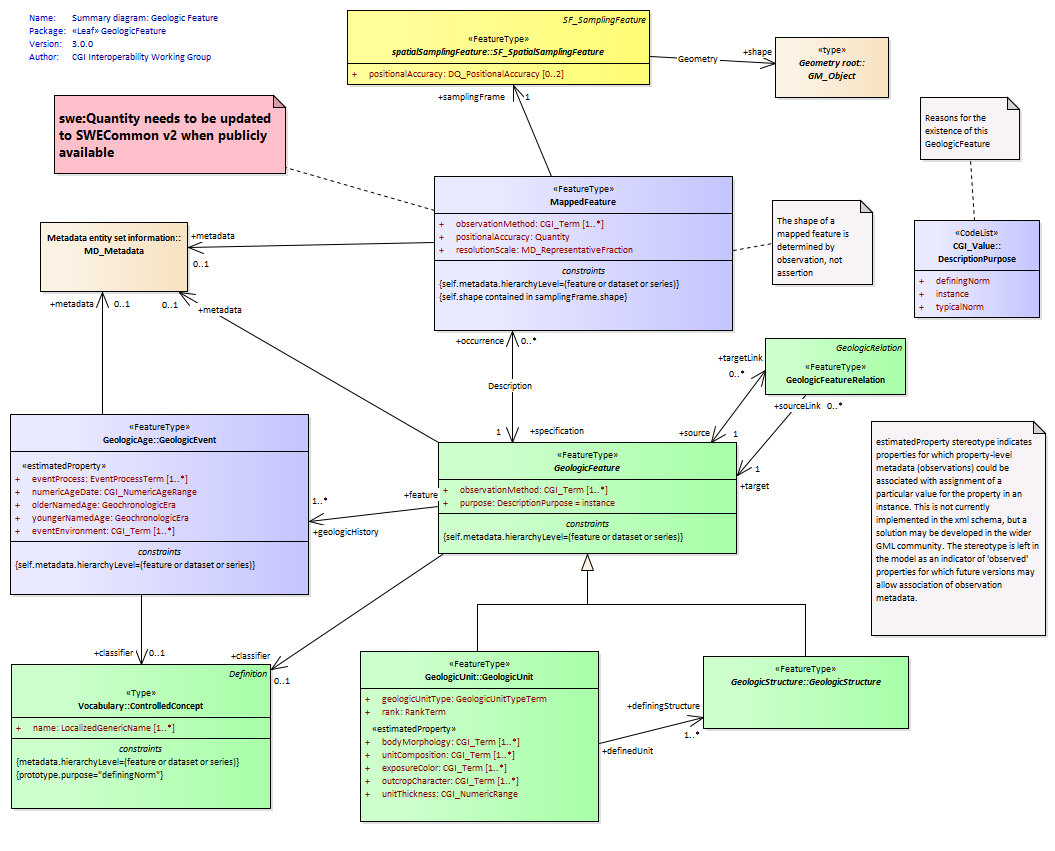 Name: Summary diagram: Geologic Feature
Package: «Leaf» GeologicFeature
Version: 3.0.0
Author: CGI Interoperability Working Group
SF_SamplingFeature
«FeatureType»
spatialSamplingFeature::SF_SpatialSamplingFeature
+ positionalAccuracy: DQ_PositionalAccuracy [0..2]
Geometry
+shape
«type»
Geometry root::
GM_Object
+samplingFrame
1
swe:Quantity needs to be updated
to SWECommon v2 when publicly
available
Reasons for the
existence of this
GeologicFeature
«FeatureType»
MappedFeature
+ observationMethod: CGI_Term [1..*]
+ positionalAccuracy: Quantity
+ resolutionScale: MD_RepresentativeFraction
constraints
{self.metadata.hierarchyLevel=(feature or dataset or series)}
{self.shape contained in samplingFrame.shape}
The shape of a
mapped feature is
determined by
observation, not
assertion
«CodeList»
CGI_Value::
DescriptionPurpose
+ definingNorm
+ instance
+ typicalNorm
Metadata entity set information::
MD_Metadata
+metadata
0..1
+metadata
0..1
0..1
+metadata
+occurrence
0..*
Description
1
+specification
GeologicRelation
«FeatureType»
GeologicFeatureRelation
+targetLink
0..*
+sourceLink
0..*
+source
1
1
+target
«FeatureType»
GeologicAge::GeologicEvent
«estimatedProperty»
+ eventProcess: EventProcessTerm [1..*]
+ numericAgeDate: CGI_NumericAgeRange
+ olderNamedAge: GeochronologicEra
+ youngerNamedAge: GeochronologicEra
+ eventEnvironment: CGI_Term [1..*]
constraints
{self.metadata.hierarchyLevel=(feature or dataset or series)}
«FeatureType»
GeologicFeature
+ observationMethod: CGI_Term [1..*]
+ purpose: DescriptionPurpose = instance
constraints
{self.metadata.hierarchyLevel=(feature or dataset or series)}
+feature
1..*
+geologicHistory
estimatedProperty stereotype indicates
properties for which property-level
metadata (observations) could be
associated with assignment of a
particular value for the property in an
instance. This is not currently
implemented in the xml schema, but a
solution may be developed in the wider
GML community. The stereotype is left in
the model as an indicator of 'observed'
properties for which future versions may
allow association of observation
metadata.
+classifier
0..1
+classifier
0..1
Definition
«Type»
Vocabulary::ControlledConcept
+ name: LocalizedGenericName [1..*]
constraints
{metadata.hierarchyLevel=(feature or dataset or series)}
{prototype.purpose="definingNorm"}
«FeatureType»
GeologicUnit::GeologicUnit
+ geologicUnitType: GeologicUnitTypeTerm
+ rank: RankTerm
«estimatedProperty»
+ bodyMorphology: CGI_Term [1..*]
+ unitComposition: CGI_Term [1..*]
+ exposureColor: CGI_Term [1..*]
+ outcropCharacter: CGI_Term [1..*]
+ unitThickness: CGI_NumericRange
+definingStructure
1..*
+definedUnit
«FeatureType»
GeologicStructure::GeologicStructure